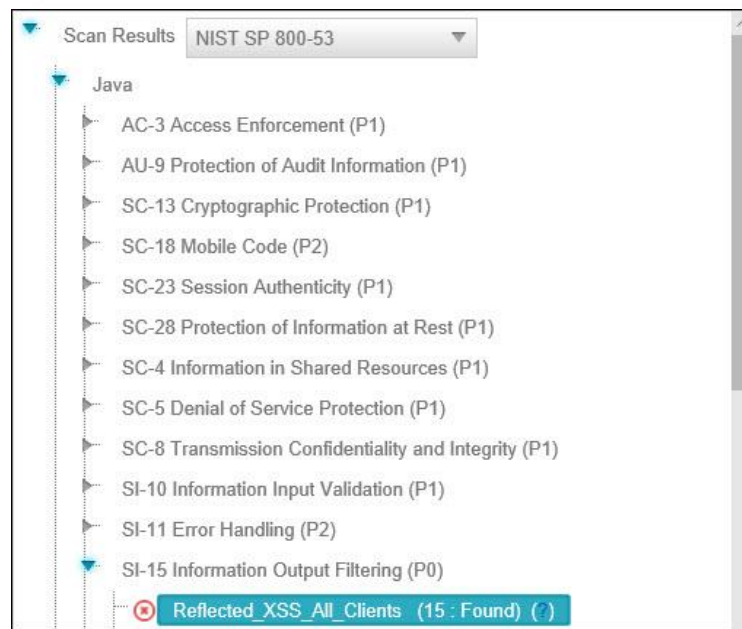 Scan Results NIST SP 800-53
Java
AC-3 Access Enforcement (P1)
AU-9 Protection of Audit Information (P1)
SC-13 Cryptographic Protection (P1)
SC-18 Mobile Code (P2)
SC-23 Session Authenticity (P1)
SC-28 Protection of Information at Rest (P1)
SC-4 Information in Shared Resources (P1)
SC-5 Denial of Service Protection (P1)
SC-8 Transmission Confidentiality and Integrity (P1)
SI-10 Information Input Validation (P1)
SI-11 Error Handling (P2)
SI-15 Information Output Filtering (P0)
Reflected_XSS_All_Clients (15 : Found) (?)